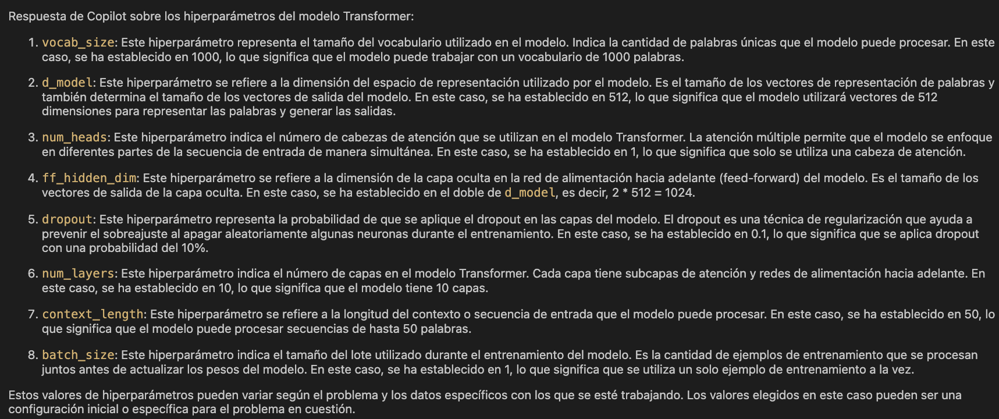 Respuesta de Copilot sobre los hiperparámetros del modelo Transformer:
1. vocab_size: Este hiperparámetro representa el tamaño del vocabulario utilizado en el modelo. Indica la cantidad de palabras únicas que el modelo puede procesar. En este
caso, se ha establecido en 1000, lo que significa que el modelo puede trabajar con un vocabulario de 1000 palabras.
2. d_model: Este hiperparámetro se refiere a la dimensión del espacio de representación utilizado por el modelo. Es el tamaño de los vectores de representación de palabras y
también determina el tamaño de los vectores de salida del modelo. En este caso, se ha establecido en 512, lo que significa que el modelo utilizará vectores de 512
dimensiones para representar las palabras y generar las salidas.
3. num_heads: Este hiperparámetro indica el número de cabezas de atención que se utilizan en el modelo Transformer. La atención múltiple permite que el modelo se enfoque
en diferentes partes de la secuencia de entrada de manera simultánea. En este caso, se ha establecido en 1, lo que significa que solo se utiliza una cabeza de atención.
4. ff_hidden_dim: Este hiperparámetro se refiere a la dimensión de la capa oculta en la red de alimentación hacia adelante (feed-forward) del modelo. Es el tamaño de los
vectores de salida de la capa oculta. En este caso, se ha establecido en el doble de d_model, es decir, 2 * 512 = 1024.
5. dropout: Este hiperparámetro representa la probabilidad de que se aplique el dropout en las capas del modelo. El dropout es una técnica de regularización que ayuda a
prevenir el sobreajuste al apagar aleatoriamente algunas neuronas durante el entrenamiento. En este caso, se ha establecido en 0.1, lo que significa que se aplica dropout
con una probabilidad del 10%.
6. num_layers: Este hiperparámetro indica el número de capas en el modelo Transformer. Cada capa tiene subcapas de atención y redes de alimentación hacia adelante. En
este caso, se ha establecido en 10, lo que significa que el modelo tiene 10 capas.
7. context_length: Este hiperparámetro se refiere a la longitud del contexto o secuencia de entrada que el modelo puede procesar. En este caso, se ha establecido en 50, lo
que significa que el modelo puede procesar secuencias de hasta 50 palabras.
8. batch_size: Este hiperparámetro indica el tamaño del lote utilizado durante el entrenamiento del modelo. Es la cantidad de ejemplos de entrenamiento que se procesan
juntos antes de actualizar los pesos del modelo. En este caso, se ha establecido en 1, lo que significa que se utiliza un solo ejemplo de entrenamiento a la vez.
Estos valores de hiperparámetros pueden variar según el problema y los datos específicos con los que se esté trabajando. Los valores elegidos en este caso pueden ser una
configuración inicial o específica para el problema en cuestión.